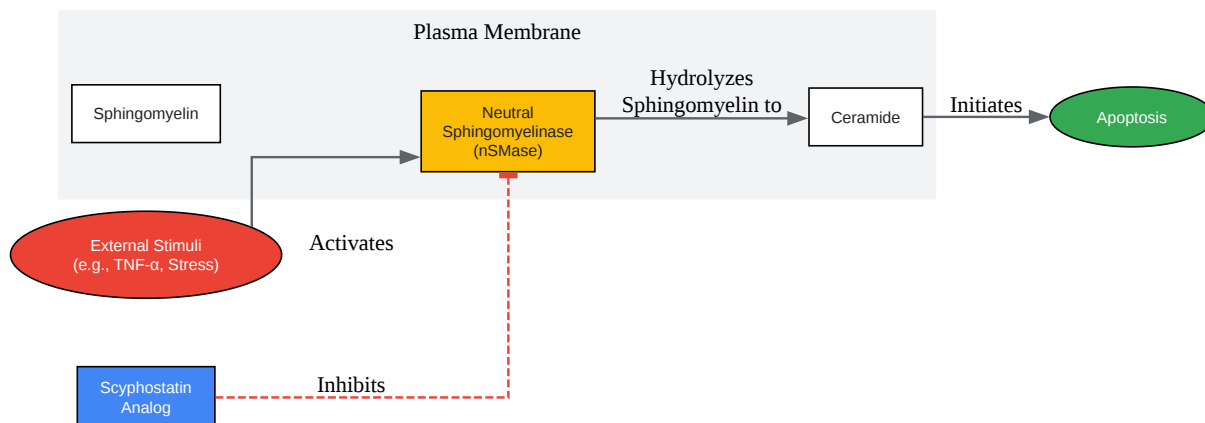 Plasma Membrane
Sphingomyelin
Neutral
Sphingomyelinase
(nSMase)
Hydrolyzes
Sphingomyelin to
Ceramide
Initiates
Apoptosis
External Stimuli
(e.g., TNF-α, Stress)
Activates
Scyphostatin
Analog
Inhibits